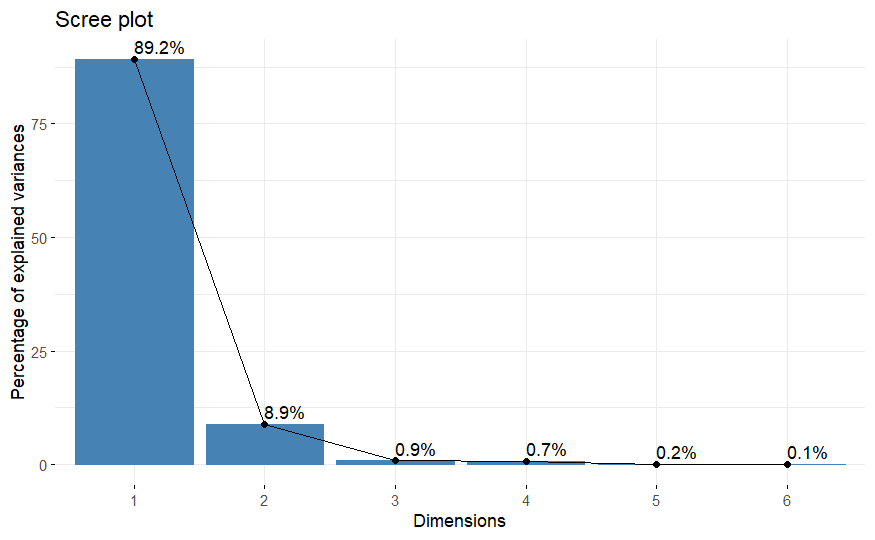 Scree plot
89.2%
8.9%
0.9%
0.7%
0.2%
0.1%
Percentage of explained variances
75
50
25
0
1 2 3 4 5 6
Dimensions